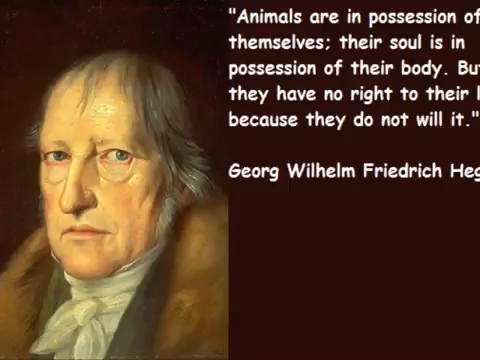 "Animals are in possession of
themselves; their soul is in
possession of their body. But
they have no right to their
because they do not will it."
Georg Wilhelm Friedrich